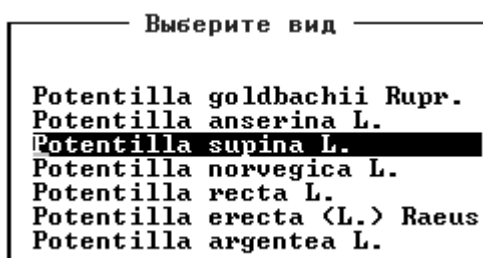 Выберите вид
Potentilla goldbachii Rupr.
Potentilla anserina L.
Potentilla supina L.
Potentilla norvegica L.
Potentilla recta L.
Potentilla erecta (L.) Raeus
Potentilla argentea L.